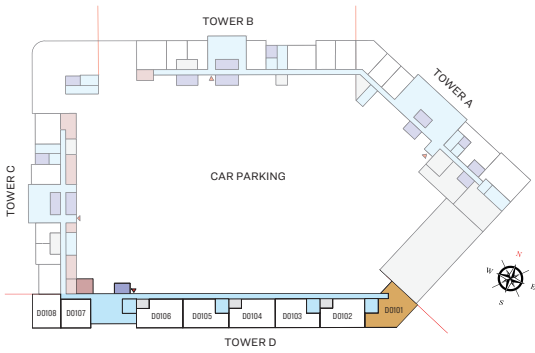 TOWER B
TOWER A
TOWER C
CAR PARKING
N
W
E
S
D0108
D0107
D0106
D0105
D0104
D0103
D0102
D0101
TOWER D